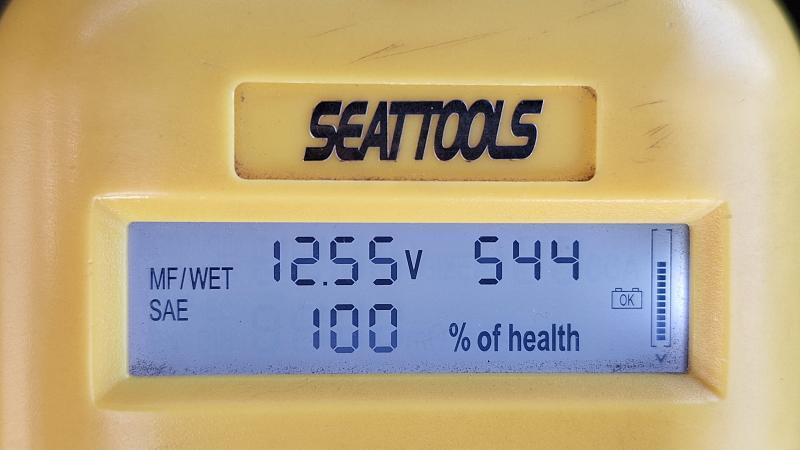 SEATTOOLS
MF/WET 12.55V 544
SAE 100 % of health
OK